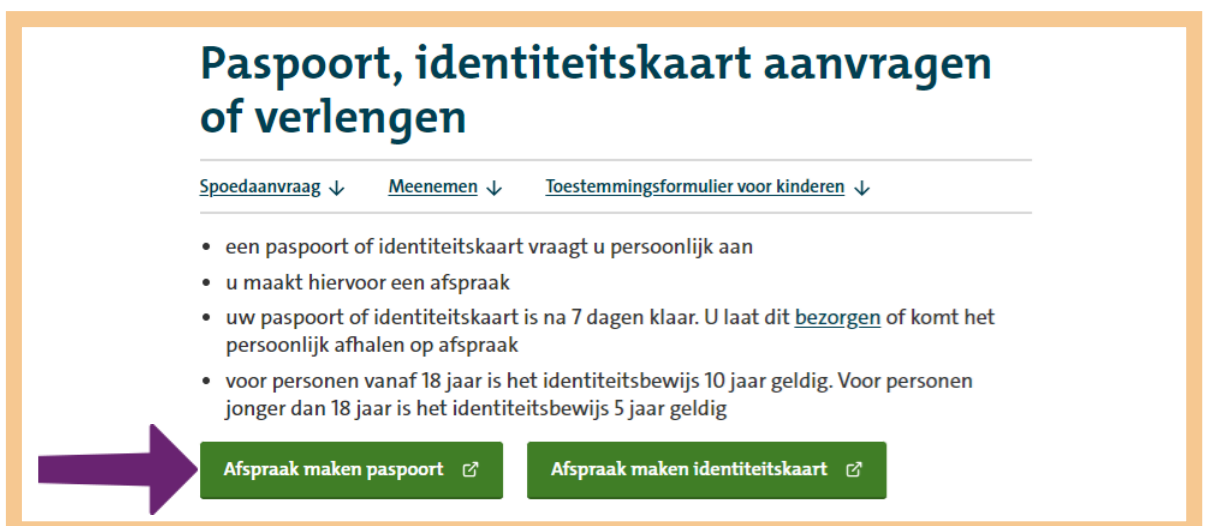 Paspoort, identiteitskaart aanvragen
of verlengen
Spoedaanvraag ↓ Meenemen ↓ Toestemmingsformulier voor kinderen ↓
• een paspoort of identiteitskaart vraagt u persoonlijk aan
• u maakt hiervoor een afspraak
• uw paspoort of identiteitskaart is na 7 dagen klaar. U laat dit bezorgen of komt het
persoonlijk afhalen op afspraak
• voor personen vanaf 18 jaar is het identiteitsbewijs 10 jaar geldig. Voor personen
jonger dan 18 jaar is het identiteitsbewijs 5 jaar geldig
Afspraak maken paspoort Afspraak maken identiteitskaart